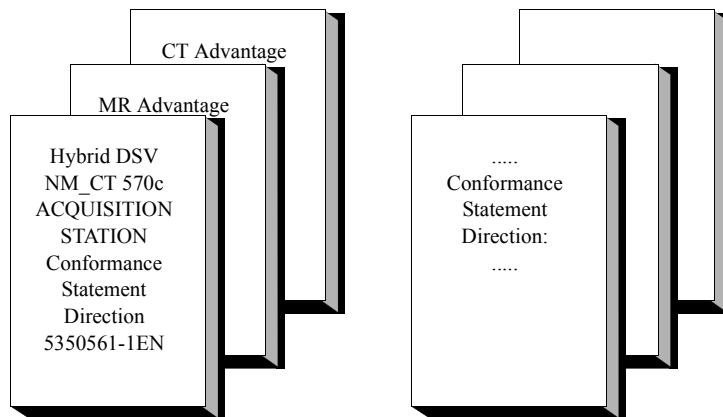 CT Advantage
MR Advantage
Hybrid DSV
NM_CT 570c
ACQUISITION
STATION
Conformance
Statement
Direction
5350561-1EN
.....
Conformance
Statement
Direction:
.....